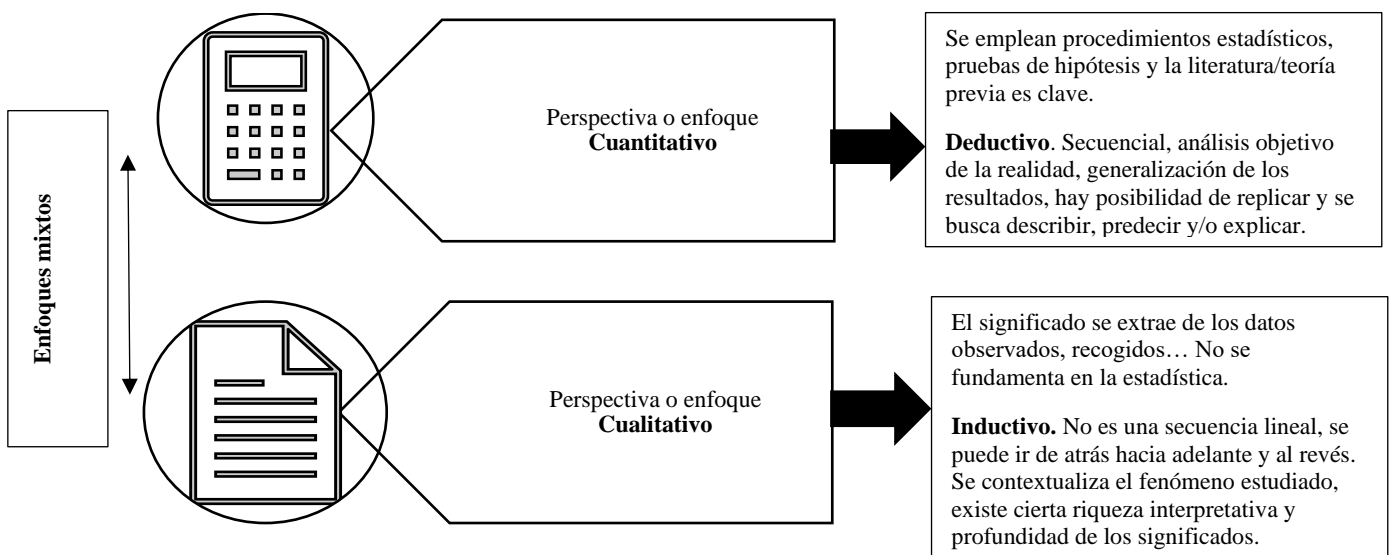 Enfoques mixtos
Perspectiva o enfoque
Cuantitativo
Se emplean procedimientos estadísticos,
pruebas de hipótesis y la literatura/teoría
previa es clave.
Deductivo. Secuencial, análisis objetivo
de la realidad, generalización de los
resultados, hay posibilidad de replicar y se
busca describir, predecir y/o explicar.
Perspectiva o enfoque
Cualitativo
El significado se extrae de los datos
observados, recogidos… No se
fundamenta en la estadística.
Inductivo. No es una secuencia lineal, se
puede ir de atrás hacia adelante y al revés.
Se contextualiza el fenómeno estudiado,
existe cierta riqueza interpretativa y
profundidad de los significados.